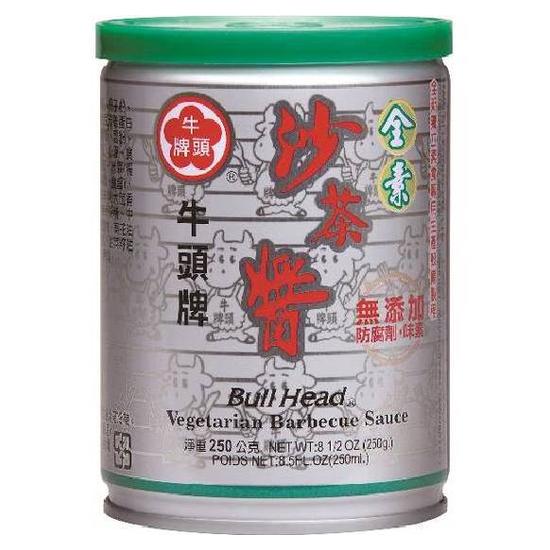 牛
牌頭
®
牛頭牌
沙茶醬
全素
無添加
防腐劑・味素
Bull Head®
Vegetarian Barbecue Sauce
淨重 250 公克 NET WT:8 1/2 OZ (250g.)
POIDS NET:8.5FL.OZ(250ml.)